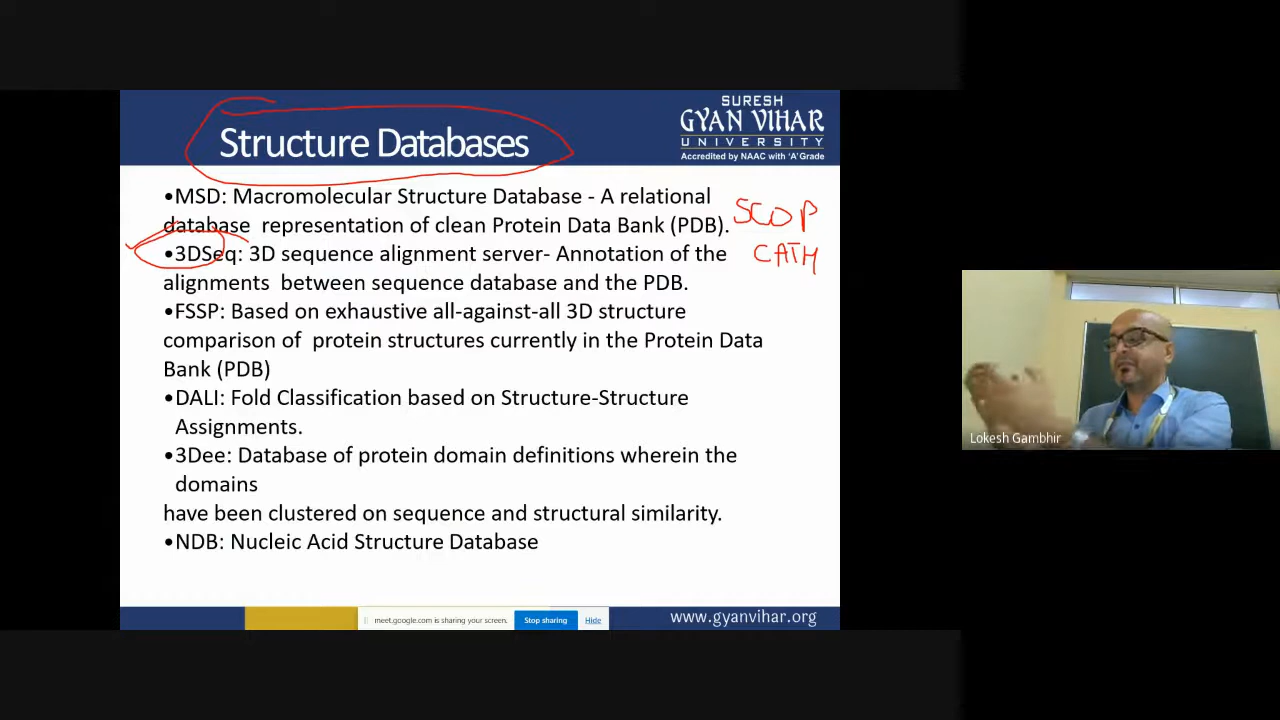 SURESH
GYAN VIHAR
UNIVERSITY
Accredited by NAAC with 'A' Grade
Structure Databases
•MSD: Macromolecular Structure Database - A relational
database representation of clean Protein Data Bank (PDB).
SCOP
CATH
•3DSeq: 3D sequence alignment server- Annotation of the
alignments between sequence database and the PDB.
•FSSP: Based on exhaustive all-against-all 3D structure
comparison of protein structures currently in the Protein Data
Bank (PDB)
•DALI: Fold Classification based on Structure-Structure
Assignments.
•3Dee: Database of protein domain definitions wherein the
domains
have been clustered on sequence and structural similarity.
•NDB: Nucleic Acid Structure Database
Lokesh Gambhir
meet.google.com is sharing your screen.
Stop sharing
Hide
www.gyanvihar.org